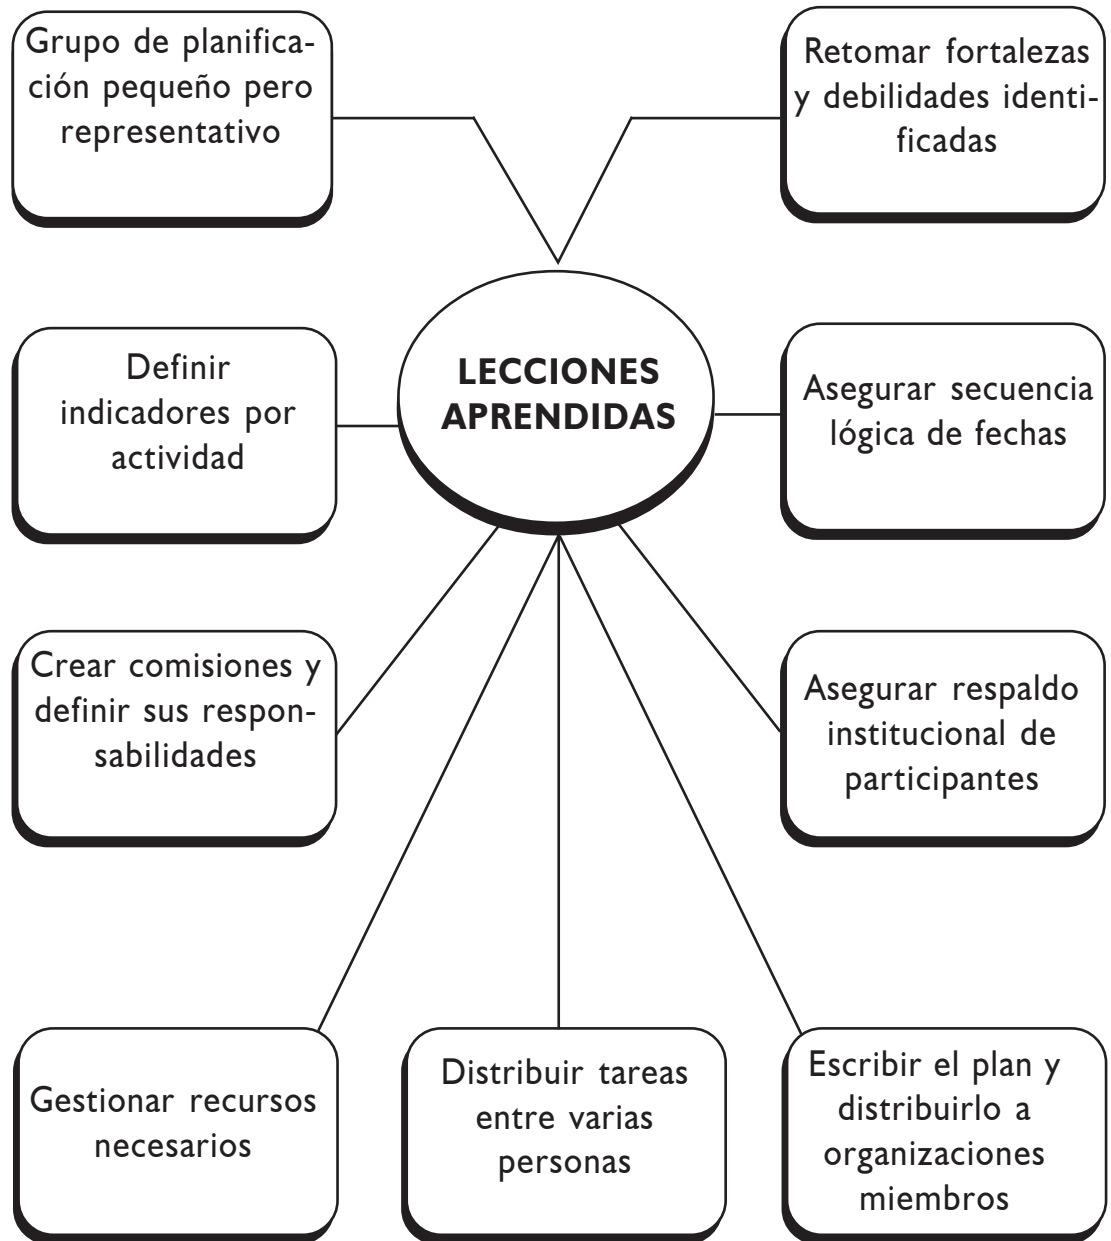 Grupo de planifica-
ción pequeño pero
representativo
Retomar fortalezas
y debilidades identi-
ficadas
LECCIONES
APRENDIDAS
Definir
indicadores por
actividad
Asegurar secuencia
lógica de fechas
Crear comisiones y
definir sus respon-
sabilidades
Asegurar respaldo
institucional de
participantes
Gestionar recursos
necesarios
Distribuir tareas
entre varias
personas
Escribir el plan y
distribuirlo a
organizaciones
miembros